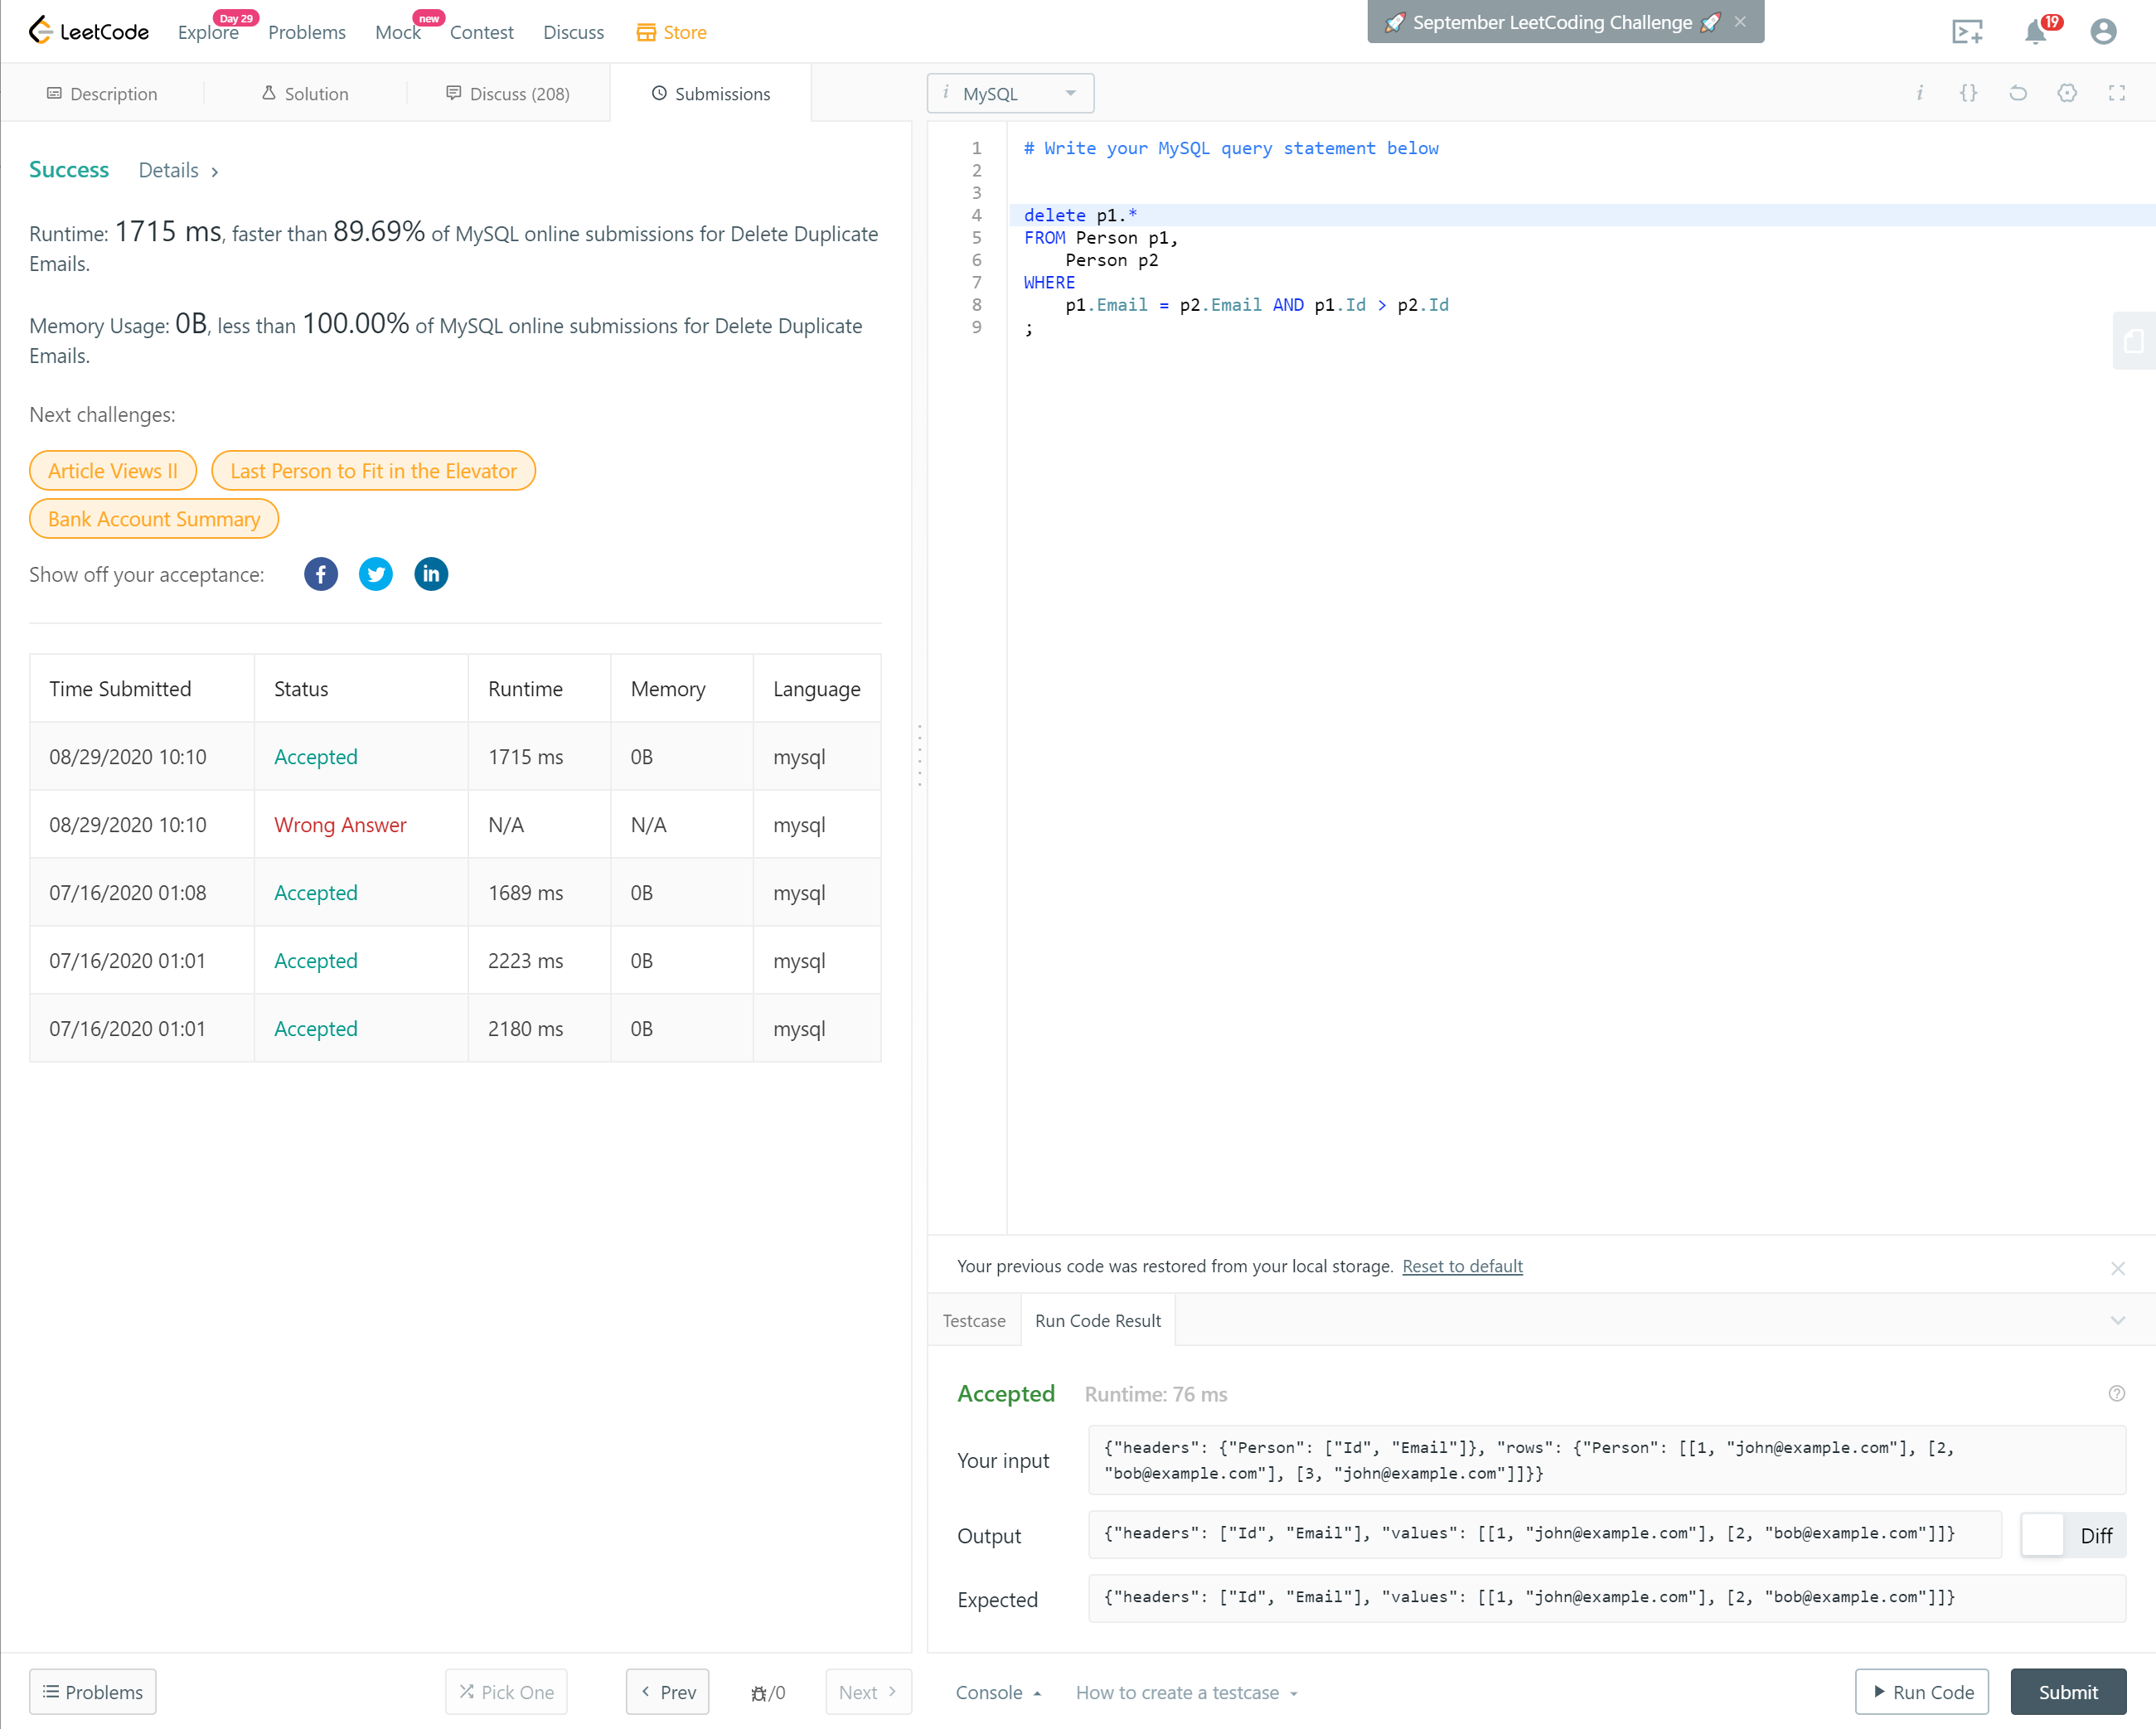 LeetCode
Explore
Day 29
Problems
Mock
new
Contest
Discuss
Store
🚀 September LeetCoding Challenge 🚀 ×
19
Description
Solution
Discuss (208)
Submissions
Success Details >
Runtime: 1715 ms, faster than 89.69% of MySQL online submissions for Delete Duplicate
Emails.
Memory Usage: 0B, less than 100.00% of MySQL online submissions for Delete Duplicate
Emails.
Next challenges:
Article Views II Last Person to Fit in the Elevator
Bank Account Summary
Show off your acceptance:
Time Submitted Status Runtime Memory Language
08/29/2020 10:10 Accepted 1715 ms 0B mysql
08/29/2020 10:10 Wrong Answer N/A N/A mysql
07/16/2020 01:08 Accepted 1689 ms 0B mysql
07/16/2020 01:01 Accepted 2223 ms 0B mysql
07/16/2020 01:01 Accepted 2180 ms 0B mysql
Problems
Pick One
< Prev
/0
Next >
i MySQL
i {}
1 # Write your MySQL query statement below
2
3
4 delete p1.*
5 FROM Person p1,
6     Person p2
7 WHERE
8     p1.Email = p2.Email AND p1.Id > p2.Id
9 ;
Your previous code was restored from your local storage. Reset to default
Testcase
Run Code Result
Accepted Runtime: 76 ms
Your input
{"headers": {"Person": ["Id", "Email"]}, "rows": {"Person": [[1, "john@example.com"], [2,
"bob@example.com"], [3, "john@example.com"]]}}
Output
{"headers": ["Id", "Email"], "values": [[1, "john@example.com"], [2, "bob@example.com"]]}
Diff
Expected
{"headers": ["Id", "Email"], "values": [[1, "john@example.com"], [2, "bob@example.com"]]}
Console
How to create a testcase
Run Code
Submit